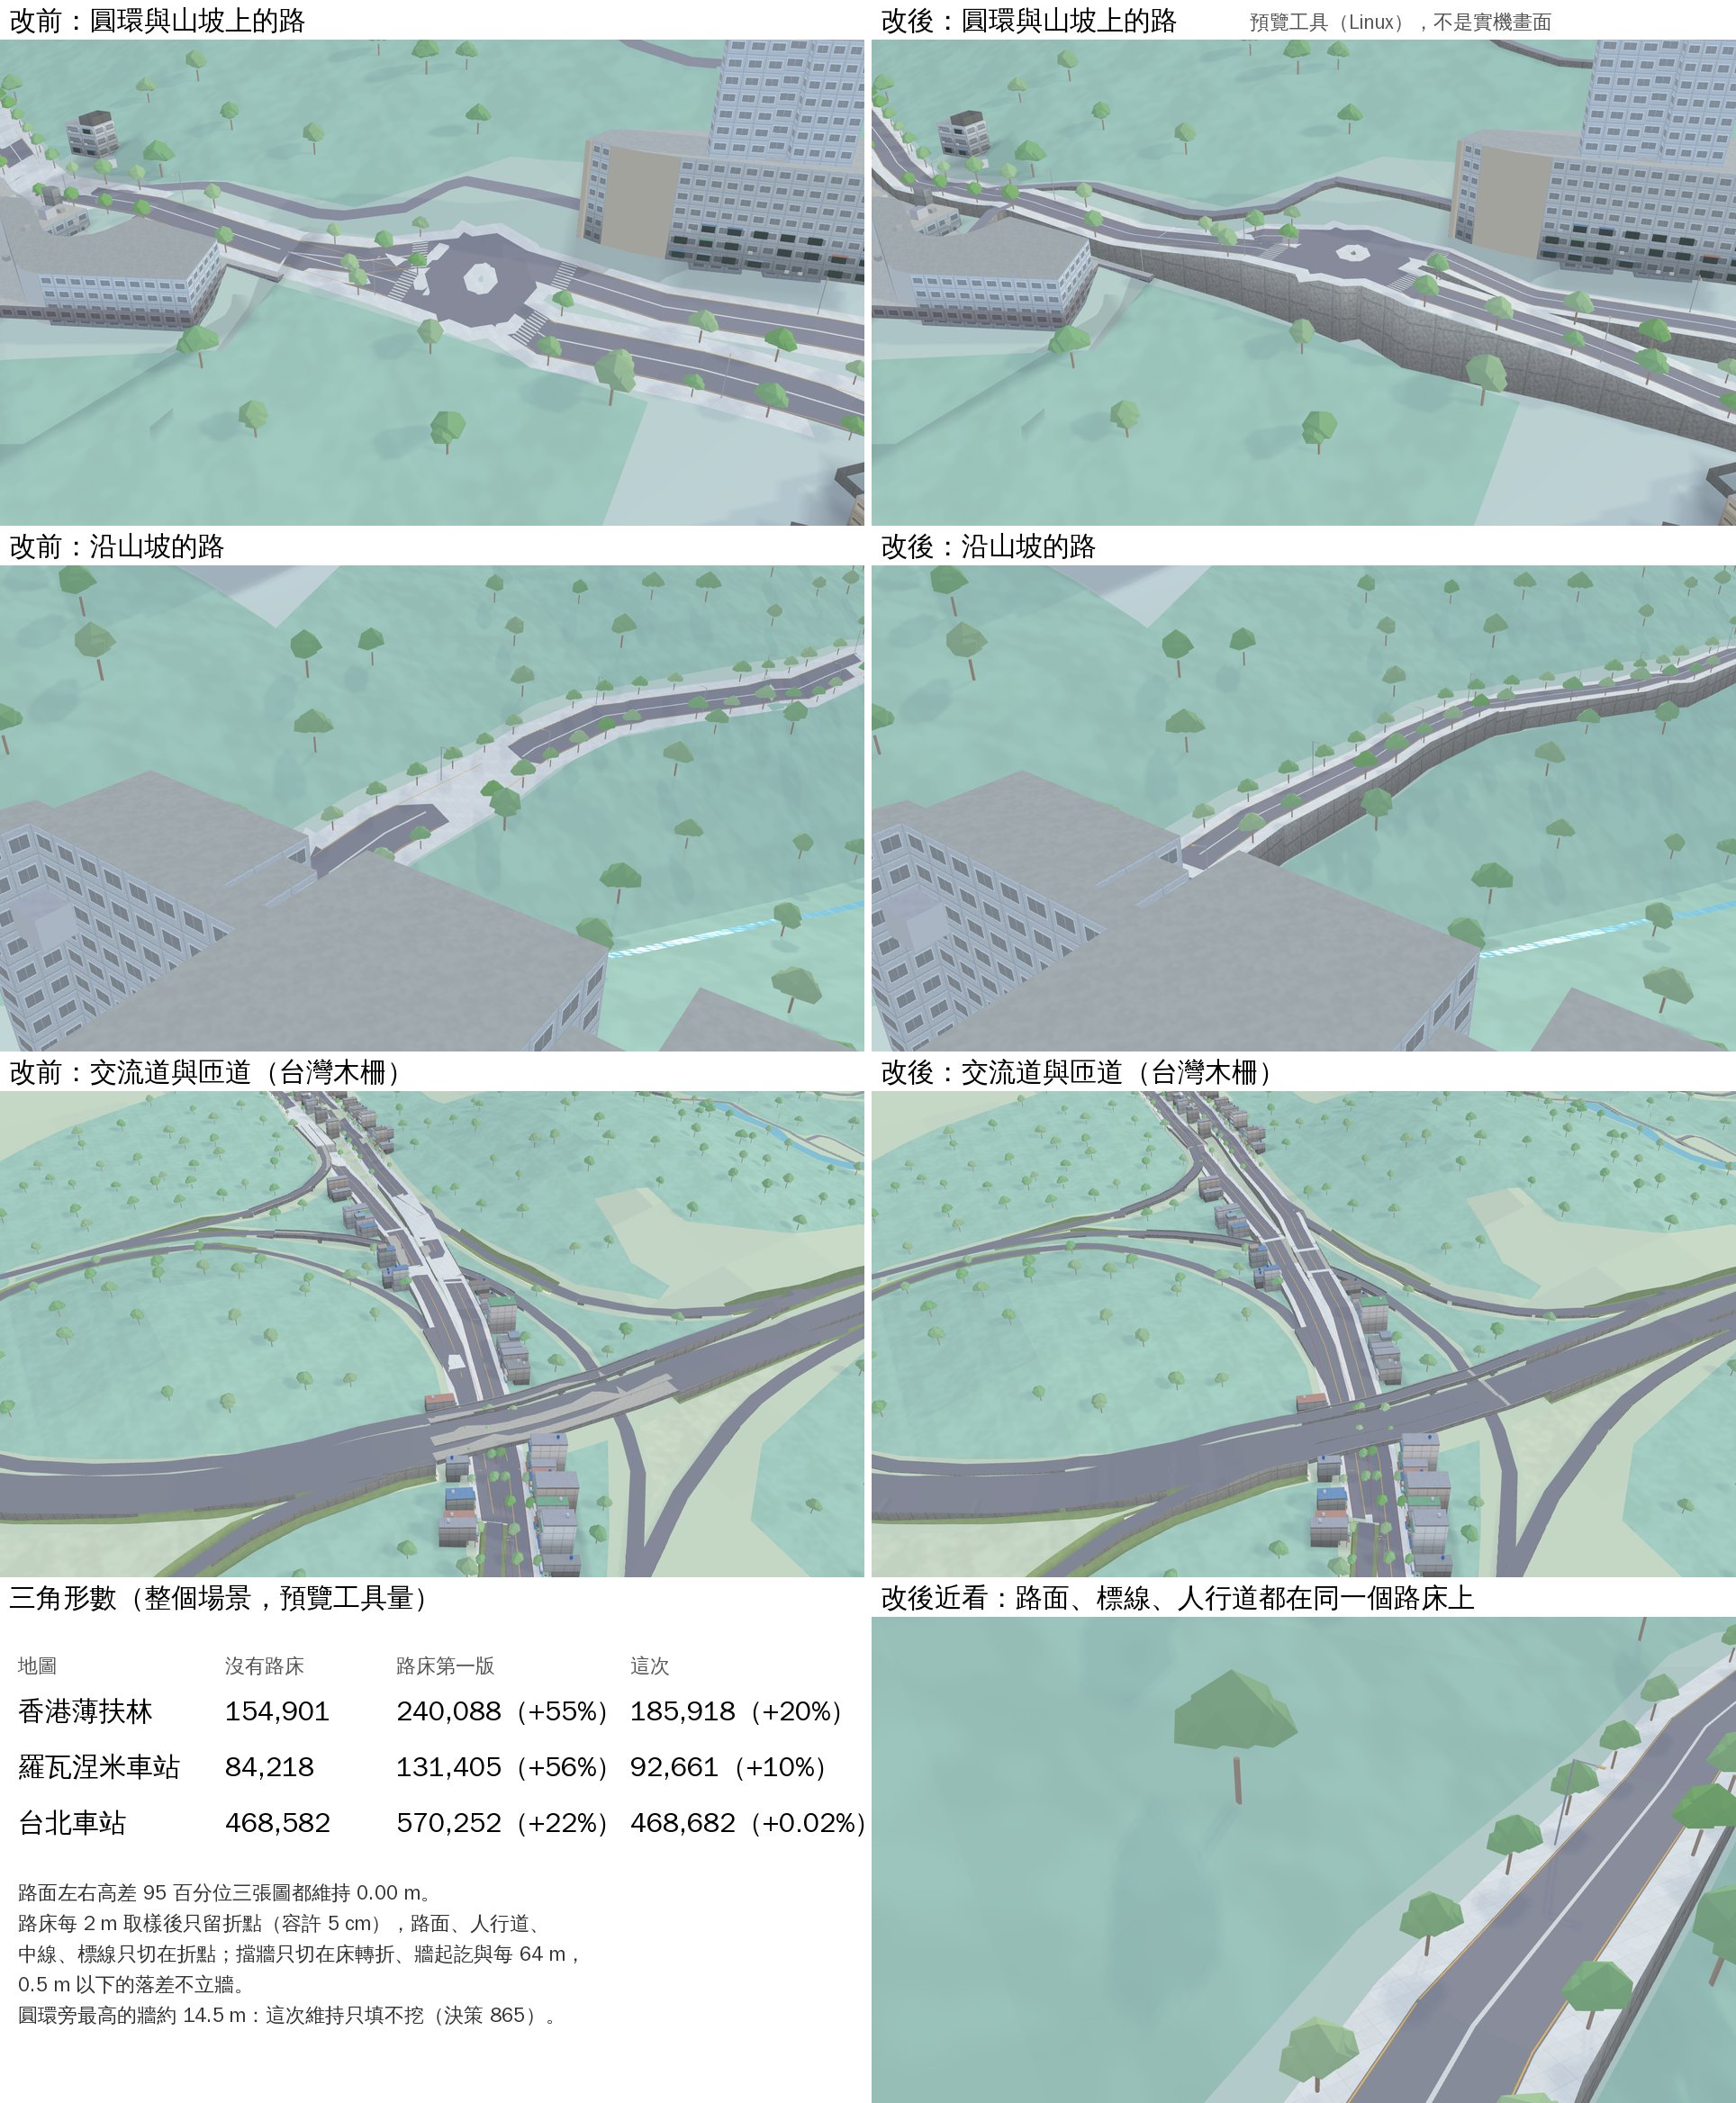 改前：圓環與山坡上的路
改後：圓環與山坡上的路
預覽工具（Linux），不是實機畫面
改前：沿山坡的路
改後：沿山坡的路
改前：交流道與匝道（台灣木柵）
改後：交流道與匝道（台灣木柵）
三角形數（整個場景，預覽工具量）
改後近看：路面、標線、人行道都在同一個路床上
地圖 沒有路床 路床第一版 這次
香港薄扶林 154,901 240,088（+55%） 185,918（+20%）
羅瓦涅米車站 84,218 131,405（+56%） 92,661（+10%）
台北車站 468,582 570,252（+22%） 468,682（+0.02%）
路面左右高差 95 百分位三張圖都維持 0.00 m。
路床每 2 m 取樣後只留折點（容許 5 cm），路面、人行道、
中線、標線只切在折點；擋牆只切在床轉折、牆起訖與每 64 m，
0.5 m 以下的落差不立牆。
圓環旁最高的牆約 14.5 m：這次維持只填不挖（決策 865）。